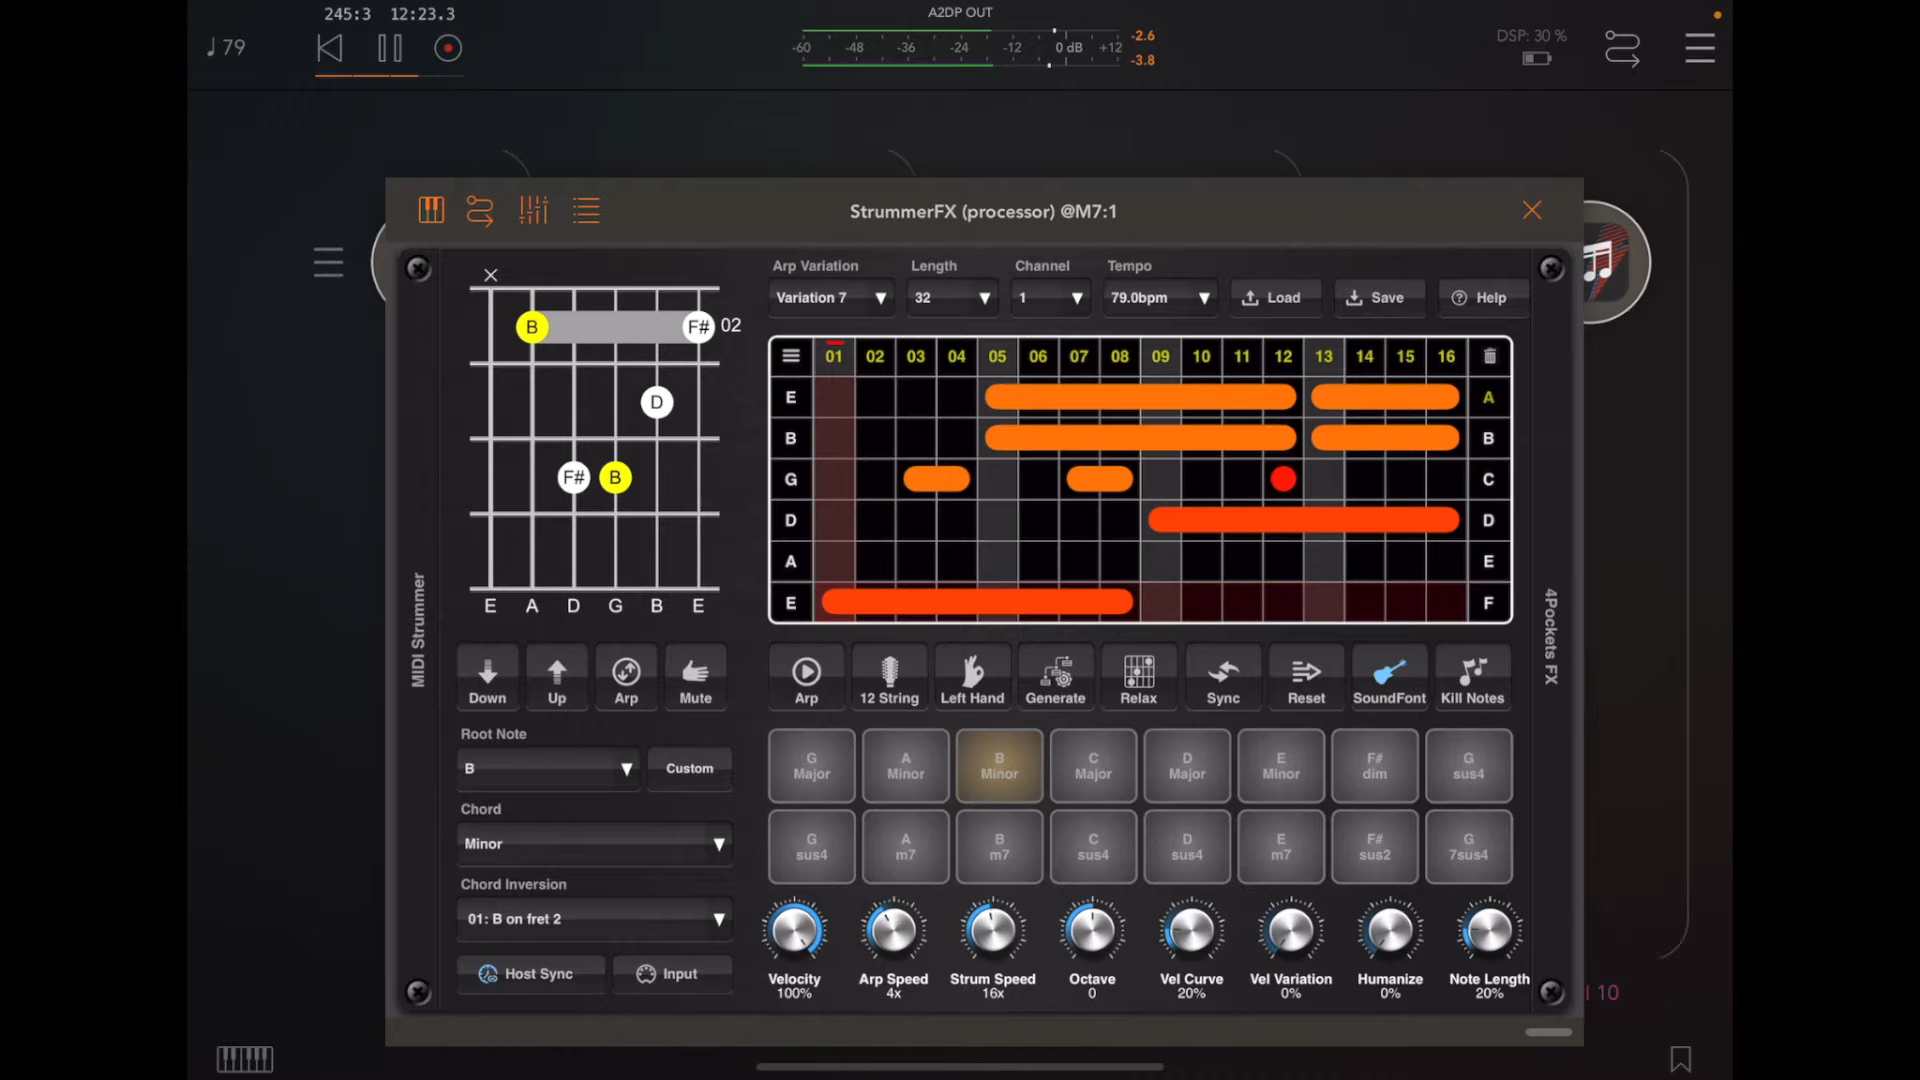 245:3 12:23.3
79
A2DP OUT
-60 -48 -36 -24 -12 0 dB +12
-2.6
-3.8
DSP: 30 %
StrummerFX (processor) @M7:1
Arp Variation Length Channel Tempo
Variation 7 32 1 79.0bpm Load Save Help
B F# 02
D
F# B
E A D G B E
01 02 03 04 05 06 07 08 09 10 11 12 13 14 15 16
E A
B B
G C
D D
A E
E F
MIDI Strummer
4Pockets FX
Down Up Arp Mute
Arp 12 String Left Hand Generate Relax Sync Reset SoundFont Kill Notes
Root Note
B Custom
Chord
Minor
Chord Inversion
01: B on fret 2
Host Sync Input
G A B C D E F# G
Major Minor Minor Major Major Minor dim sus4
G A B C D E F# G
sus4 m7 m7 sus4 sus4 m7 sus2 7sus4
Velocity Arp Speed Strum Speed Octave Vel Curve Vel Variation Humanize Note Length
100% 4x 16x 0 20% 0% 0% 20%
10